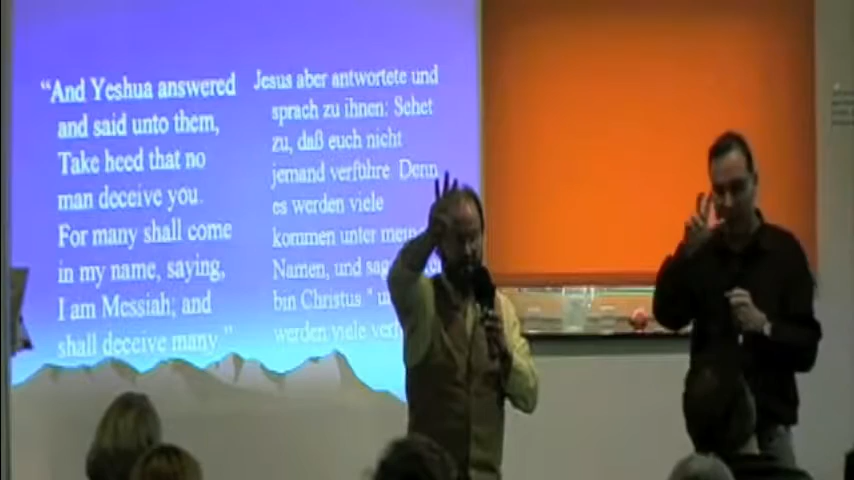 “And Yeshua answered
and said unto them,
Take heed that no
man deceive you.
For many shall come
in my name, saying,
I am Messiah; and
shall deceive many.”
Jesus aber antwortete und
sprach zu ihnen: Sehet
zu, daß euch nicht
jemand verführe. Denn
es werden viele
kommen unter
Namen, und
bin Christus " u
werden viele